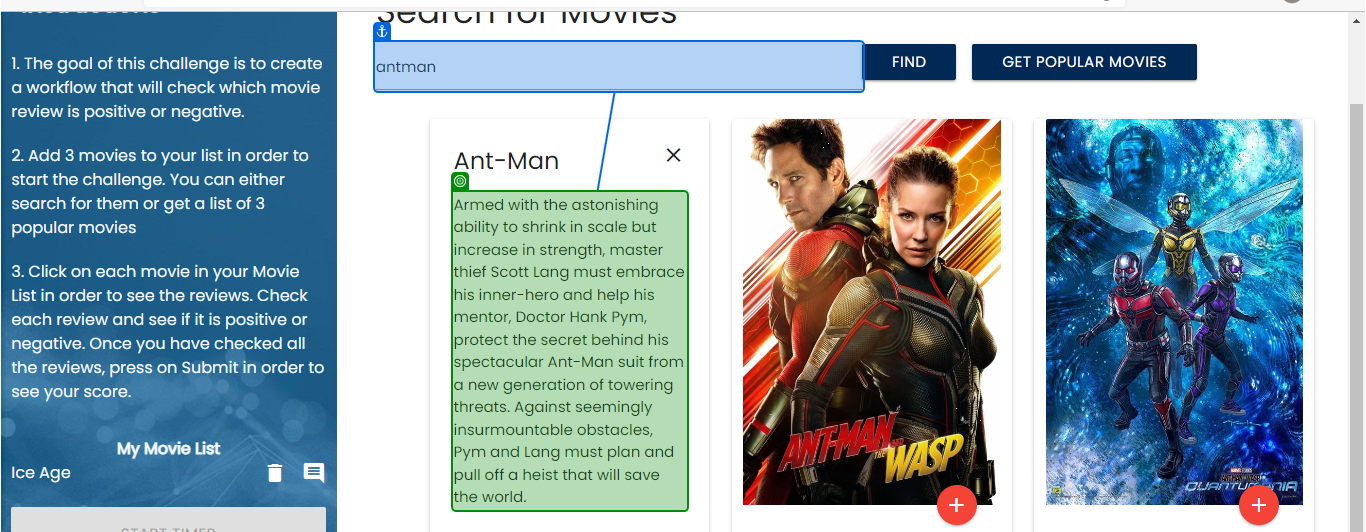 Instructions
1. The goal of this challenge is to create
a workflow that will check which movie
review is positive or negative.
2. Add 3 movies to your list in order to
start the challenge. You can either
search for them or get a list of 3
popular movies
3. Click on each movie in your Movie
List in order to see the reviews. Check
each review and see if it is positive or
negative. Once you have checked all
the reviews, press on Submit in order to
see your score.
My Movie List
Ice Age
START TIMER
Search for Movies
antman
FIND
GET POPULAR MOVIES
Ant-Man
Armed with the astonishing
ability to shrink in scale but
increase in strength, master
thief Scott Lang must embrace
his inner-hero and help his
mentor, Doctor Hank Pym,
protect the secret behind his
spectacular Ant-Man suit from
a new generation of towering
threats. Against seemingly
insurmountable obstacles,
Pym and Lang must plan and
pull off a heist that will save
the world.
ANT-MAN
AND THE WASP
+
QUANTUMANIA
+